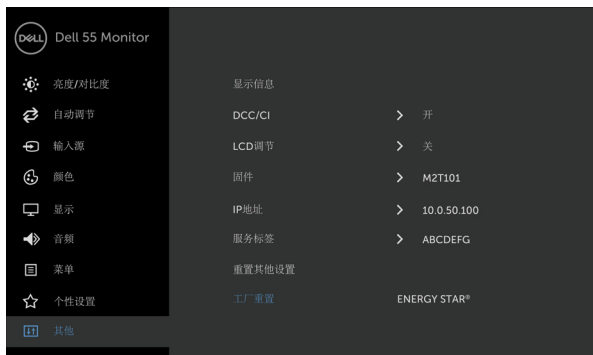 DELL Dell 55 Monitor
亮度/对比度
自动调节
输入源
颜色
显示
音频
菜单
个性设置
其他
显示信息
DCC/CI > 开
LCD调节 > 关
固件 > M2T101
IP地址 > 10.0.50.100
服务标签 > ABCDEFG
重置其他设置
工厂重置 ENERGY STAR®